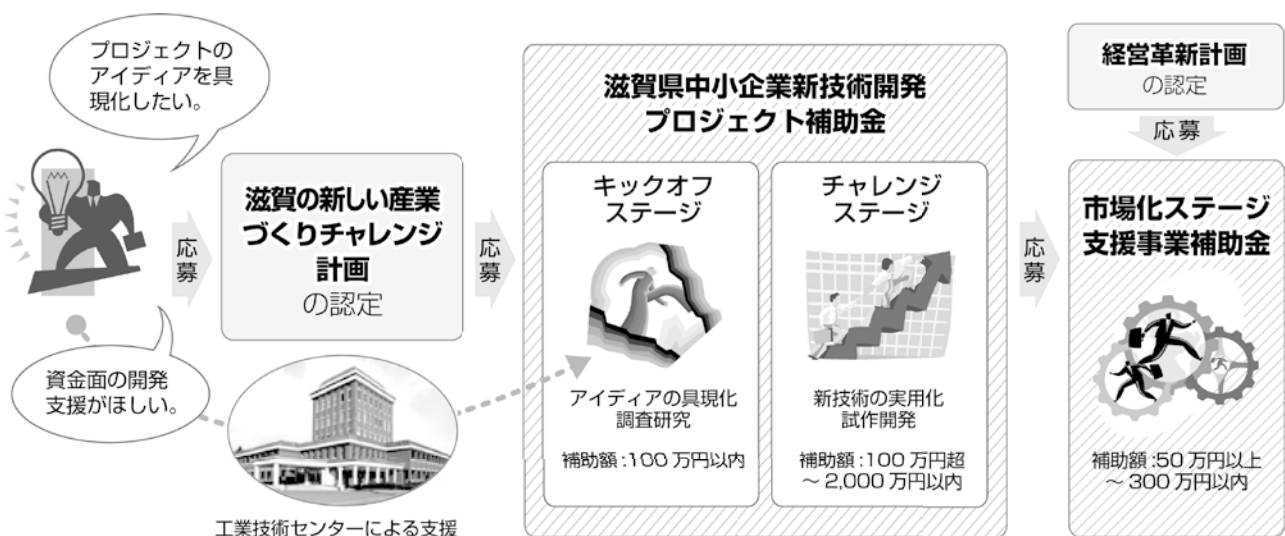 プロジェクトの
アイディアを具
現化したい。
資金面の開発
支援がほしい。
応募
滋賀の新しい産業
づくりチャレンジ
計画
の認定
工業技術センターによる支援
応募
滋賀県中小企業新技術開発
プロジェクト補助金
キックオフ
ステージ
アイディアの具現化
調査研究
補助額:100万円以内
チャレンジ
ステージ
新技術の実用化
試作開発
補助額:100万円超
～2,000万円以内
応募
経営革新計画
の認定
応募
市場化ステージ
支援事業補助金
補助額:50万円以上
～300万円以内